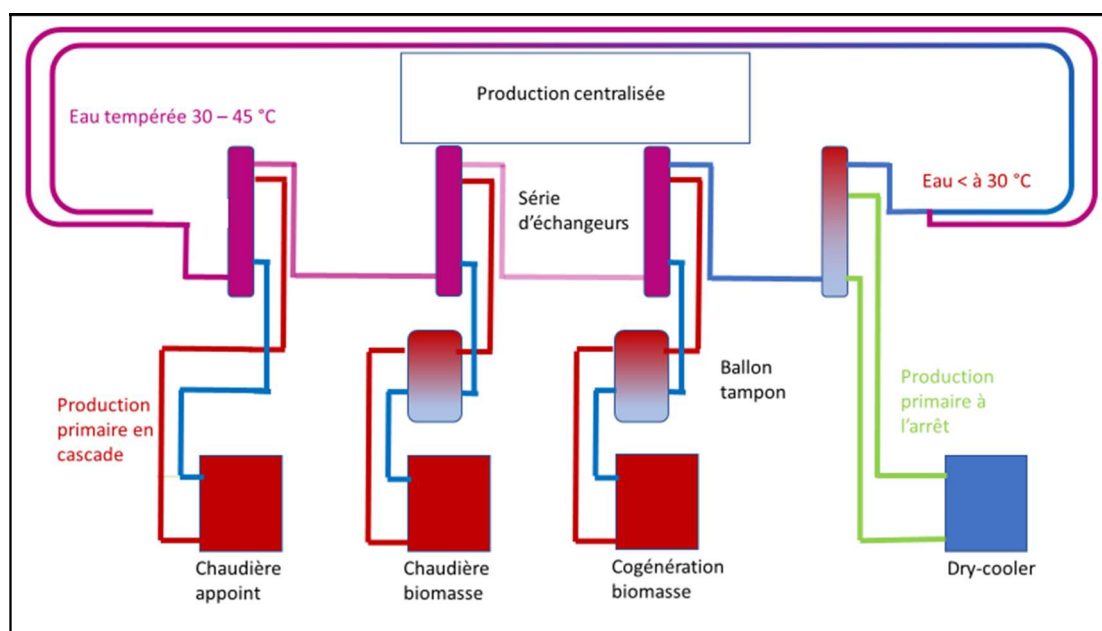 Production centralisée
Eau tempérée 30 – 45 °C
Eau < à 30 °C
Série
d'échangeurs
Ballon
tampon
Production
primaire en
cascade
Production
primaire à
l'arrêt
Chaudière
appoint
Chaudière
biomasse
Cogénération
biomasse
Dry-cooler